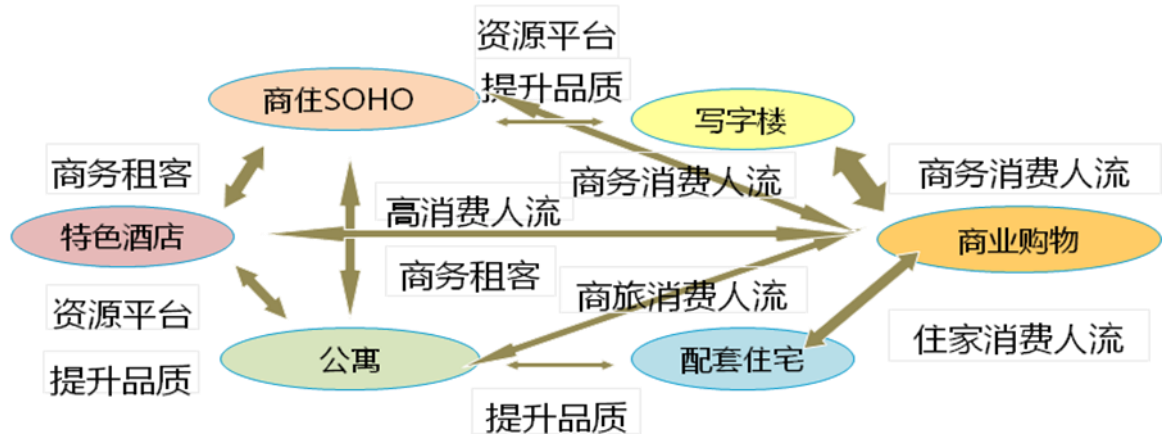 资源平台
提升品质
商住SOHO
写字楼
商务租客
商务消费人流
商务消费人流
高消费人流
特色酒店
商业购物
商务租客
商旅消费人流
资源平台
住家消费人流
公寓
配套住宅
提升品质
提升品质